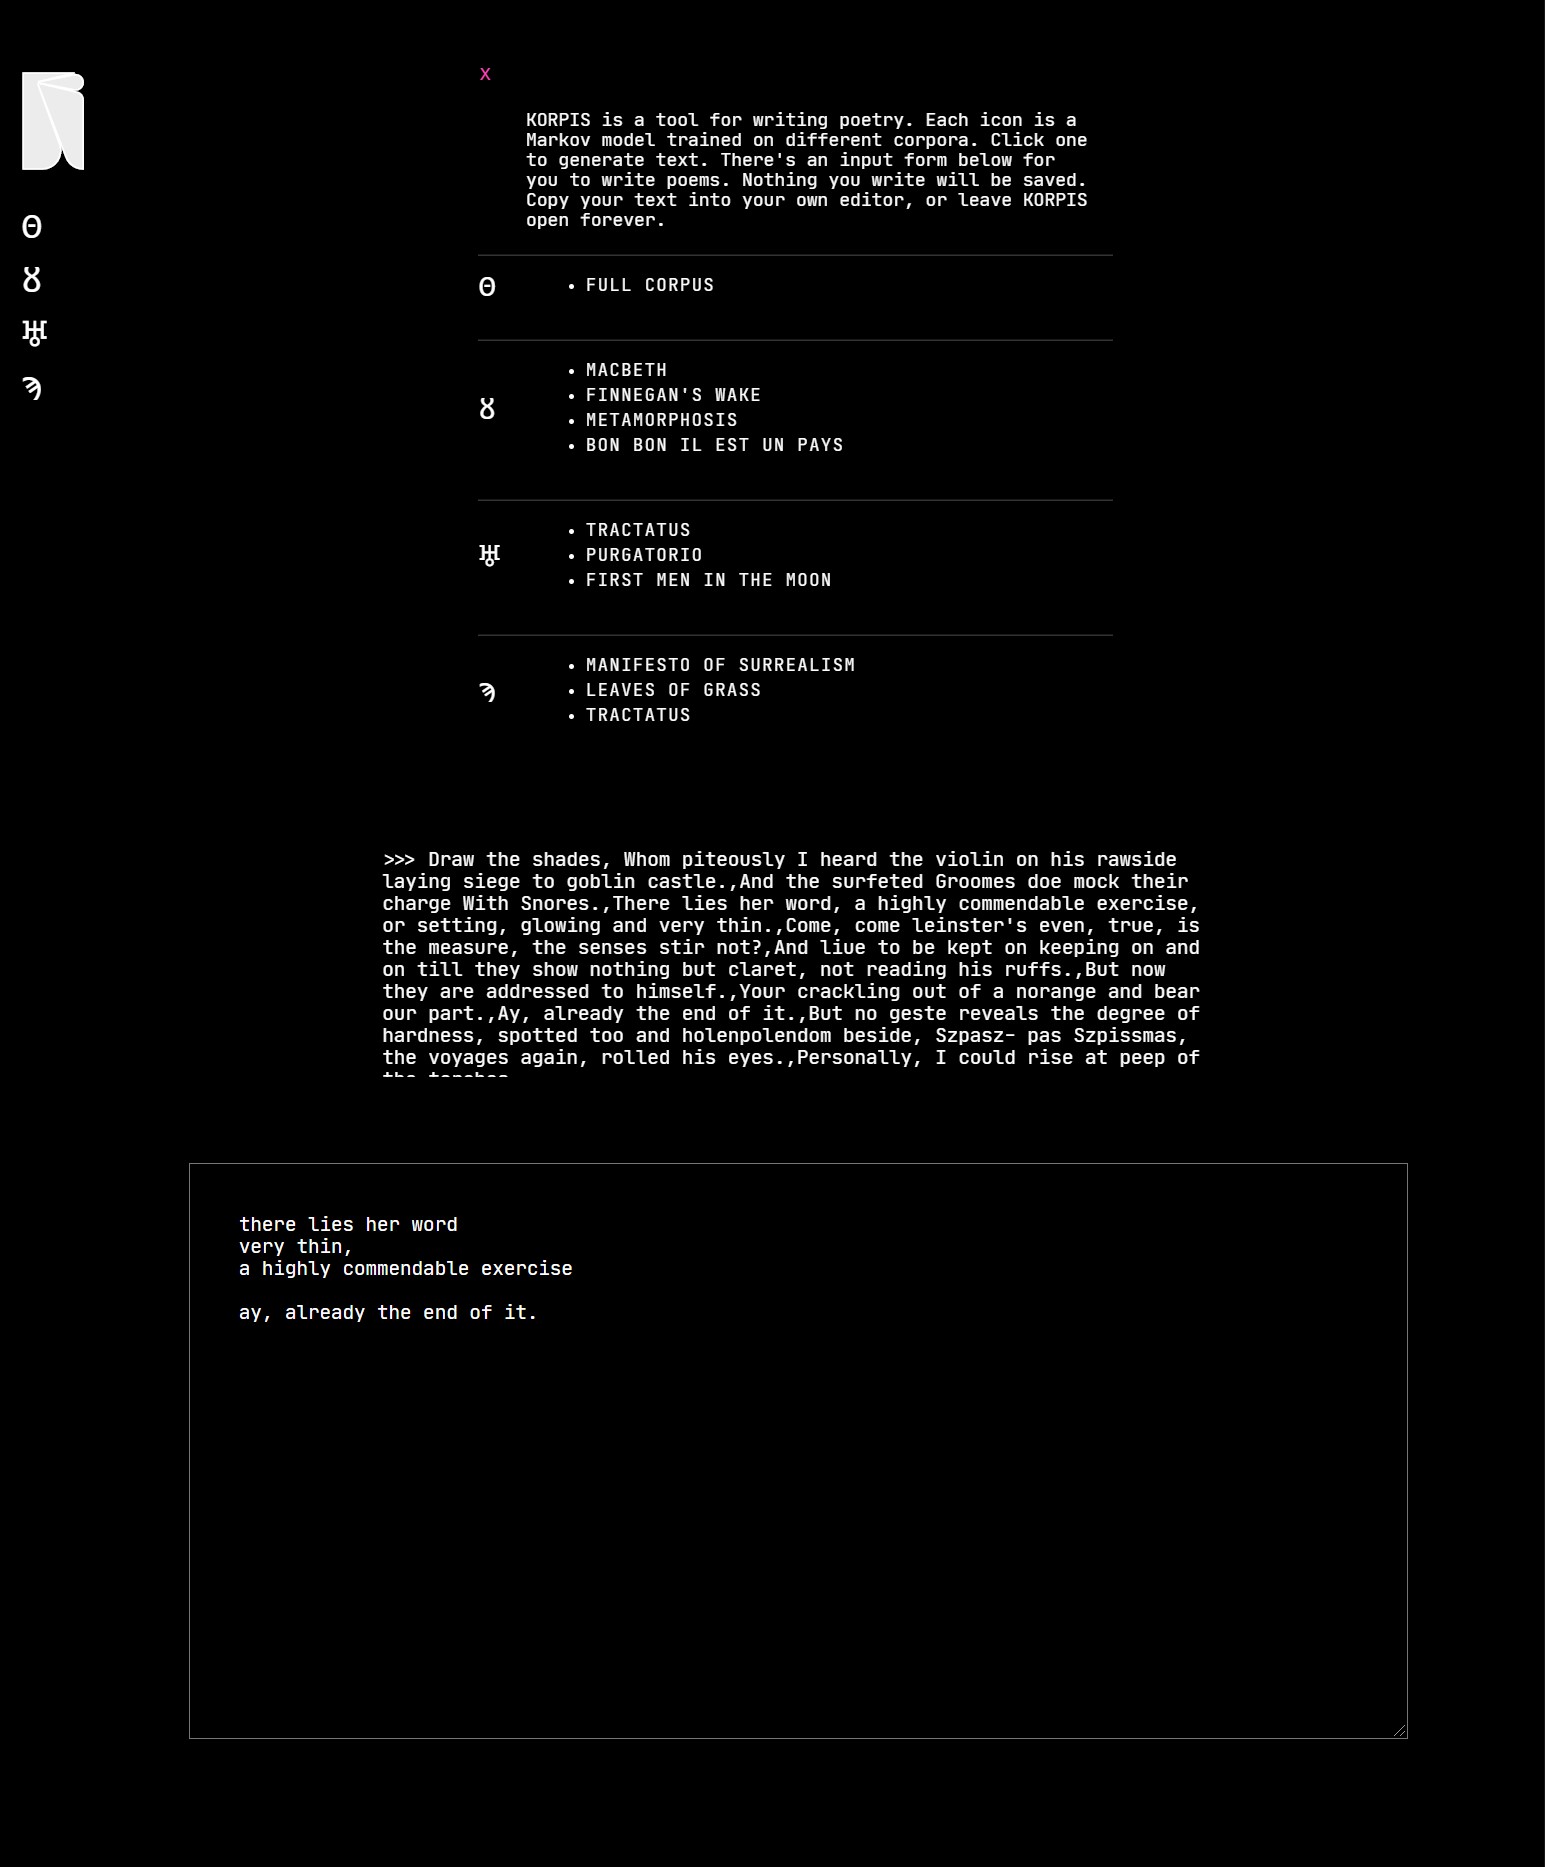 x
KORPIS is a tool for writing poetry. Each icon is a
Markov model trained on different corpora. Click one
to generate text. There's an input form below for
you to write poems. Nothing you write will be saved.
Copy your text into your own editor, or leave KORPIS
open forever.
Θ
Ȣ
♅
ϡ
Θ
• FULL CORPUS
Ȣ
• MACBETH
• FINNEGAN'S WAKE
• METAMORPHOSIS
• BON BON IL EST UN PAYS
♅
• TRACTATUS
• PURGATORIO
• FIRST MEN IN THE MOON
ϡ
• MANIFESTO OF SURREALISM
• LEAVES OF GRASS
• TRACTATUS
>>> Draw the shades, Whom piteously I heard the violin on his rawside
laying siege to goblin castle.,And the surfeted Groomes doe mock their
charge With Snores.,There lies her word, a highly commendable exercise,
or setting, glowing and very thin.,Come, come leinster's even, true, is
the measure, the senses stir not?,And liue to be kept on keeping on and
on till they show nothing but claret, not reading his ruffs.,But now
they are addressed to himself.,Your crackling out of a norange and bear
our part.,Ay, already the end of it.,But no geste reveals the degree of
hardness, spotted too and holenpolendom beside, Szpasz- pas Szpissmas,
the voyages again, rolled his eyes.,Personally, I could rise at peep of
there lies her word
very thin,
a highly commendable exercise
ay, already the end of it.